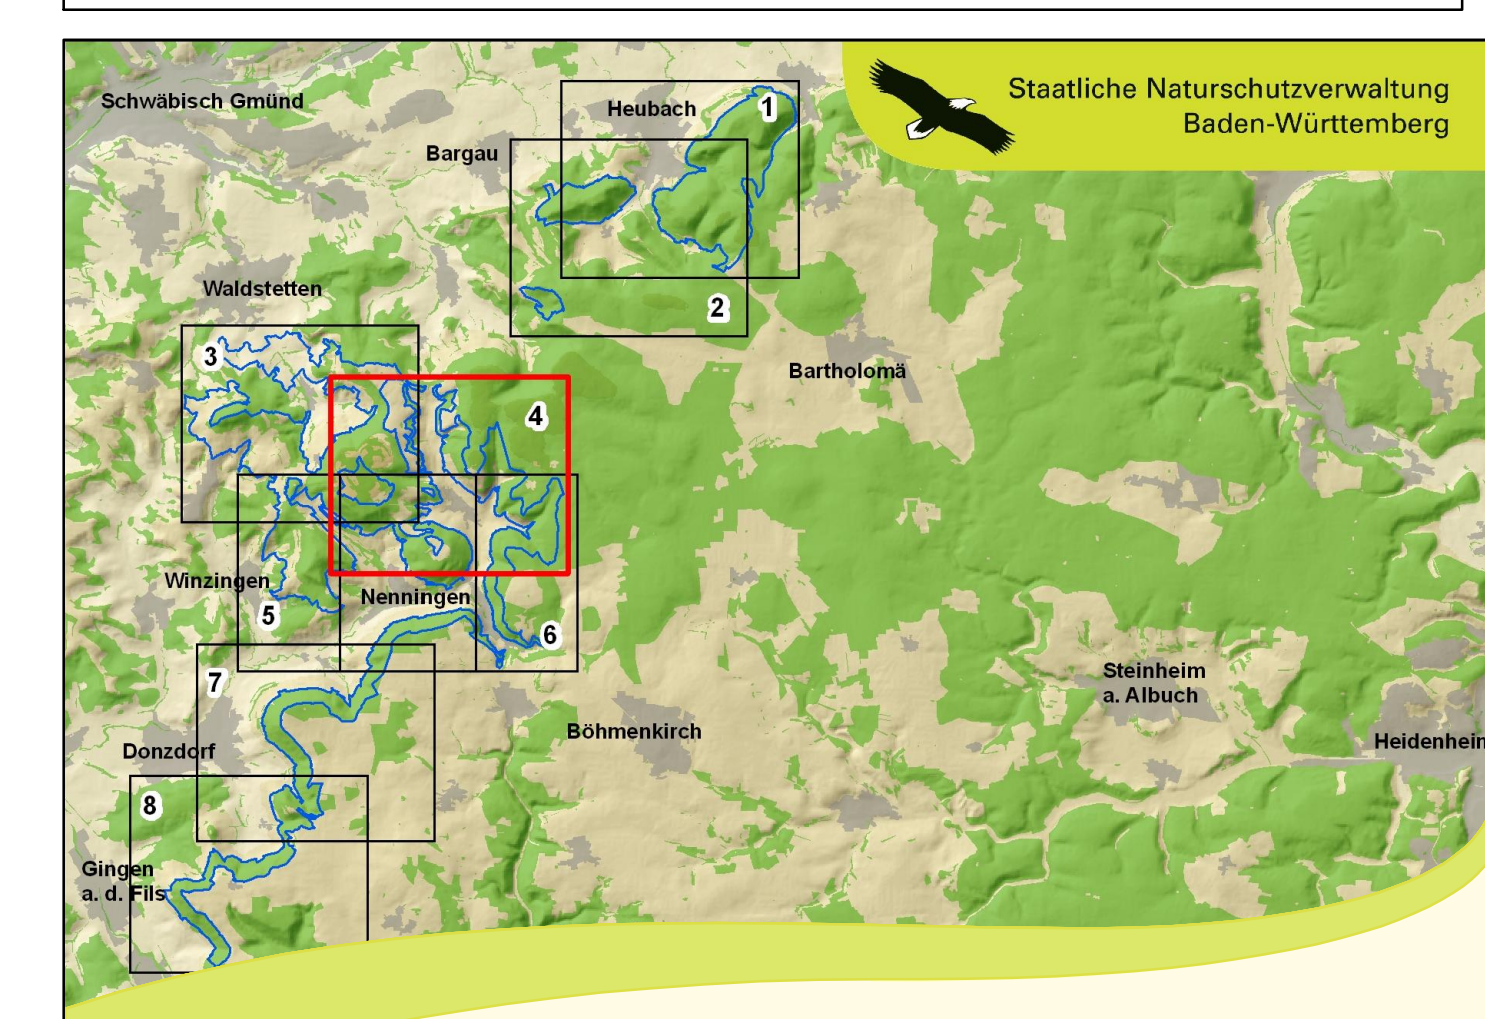 Staatliche Naturschutzverwaltung
Baden-Württemberg
Schwäbisch Gmünd
Heubach
1
Bargau
Waldstetten
2
3
Bartholomä
4
Winzingen
Nenningen
5
6
Steinheim
a. Albuch
7
Böhmenkirch
Donzdorf
Heidenhein
8
Gingen
a. d. Fils